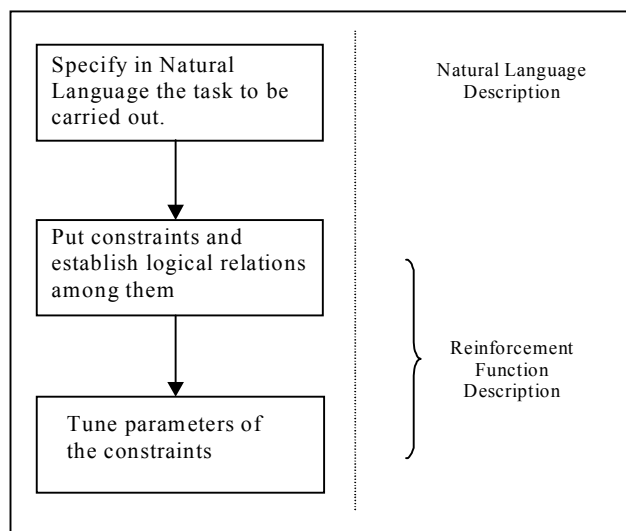 Specify in Natural
Language the task to be
carried out.
Natural Language
Description
Put constraints and
establish logical relations
among them
Reinforcement
Function
Description
Tune parameters of
the constraints